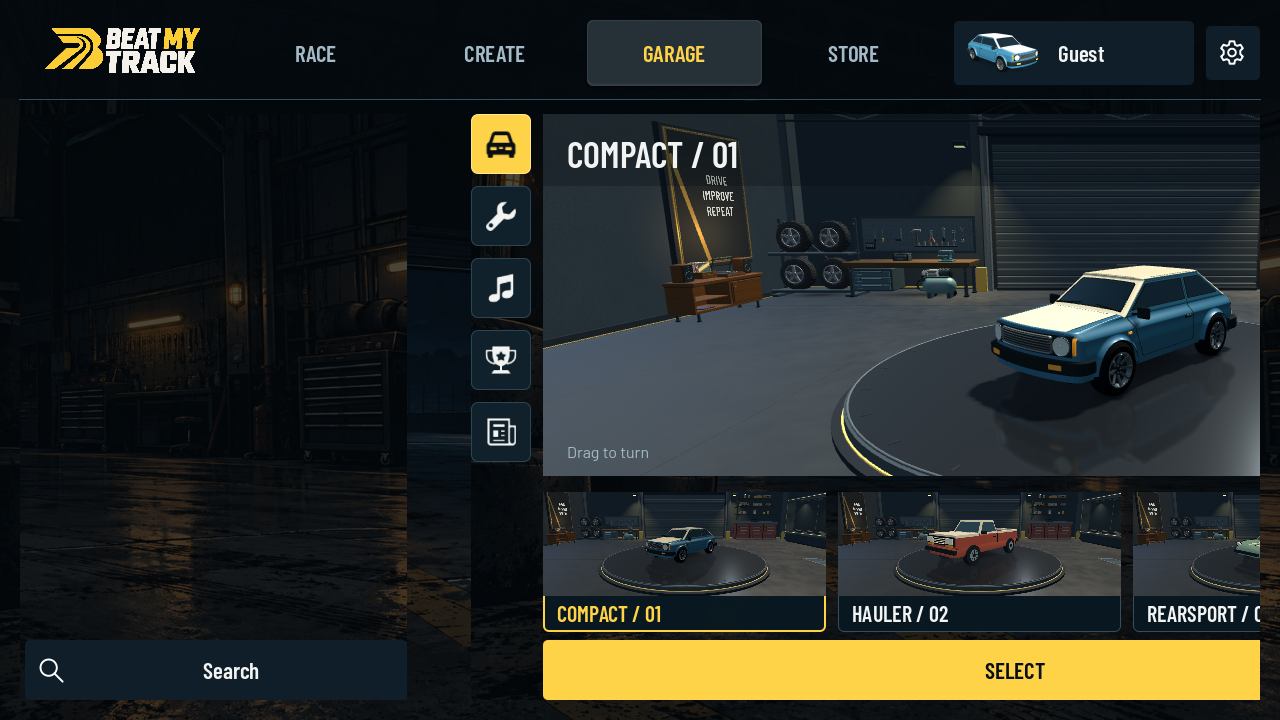 BEAT MY
TRACK
RACE
CREATE
GARAGE
STORE
Guest
COMPACT / 01
DRIVE
IMPROVE
REPEAT
Drag to turn
COMPACT / 01
HAULER / 02
REARSPORT /
Search
SELECT